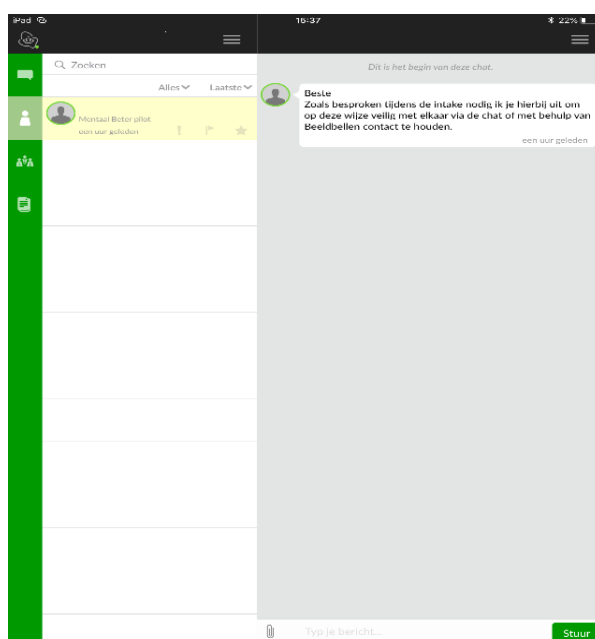 iPad
16:37
22%
Zoeken
Alles Laatste
Mentaal Beter pilot
een uur geleden
Dit is het begin van deze chat.
Beste
Zoals besproken tijdens de intake nodig ik je hierbij uit om
op deze wijze veilig met elkaar via de chat of met behulp van
Beeldbellen contact te houden.
een uur geleden
Typ je bericht...
Stuur